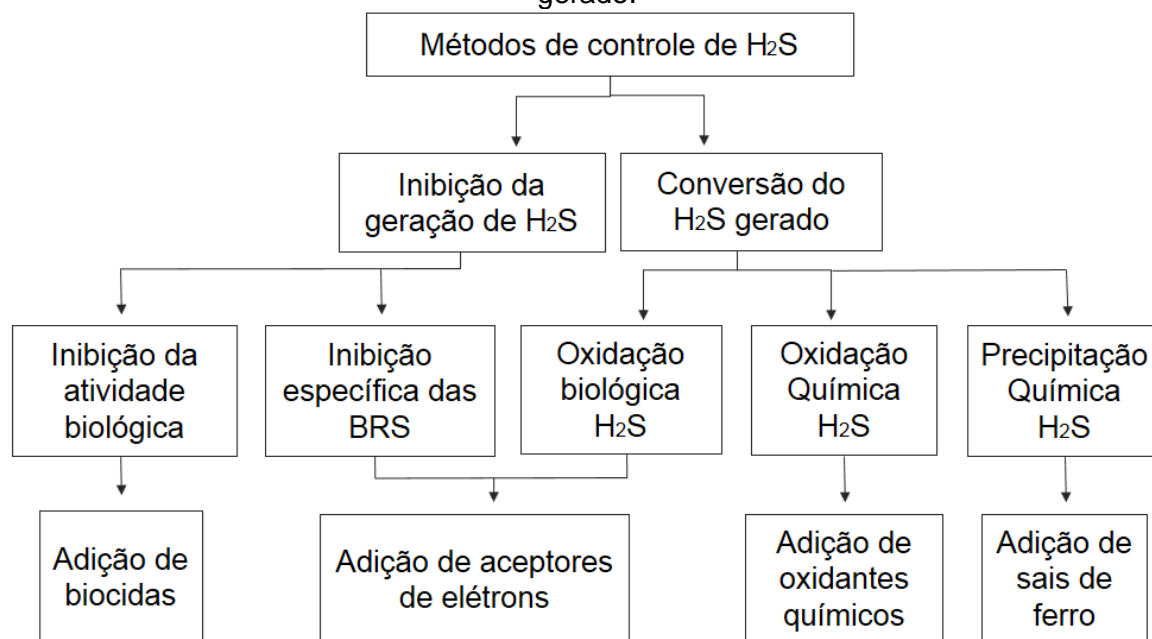 gerado.
Métodos de controle de H2S
Inibição da
geração de H2S
Conversão do
H2S gerado
Inibição da
atividade
biológica
Inibição
específica das
BRS
Oxidação
biológica
H2S
Oxidação
Química
H2S
Precipitação
Química
H2S
Adição de
biocidas
Adição de aceptores
de elétrons
Adição de
oxidantes
químicos
Adição de
sais de
ferro